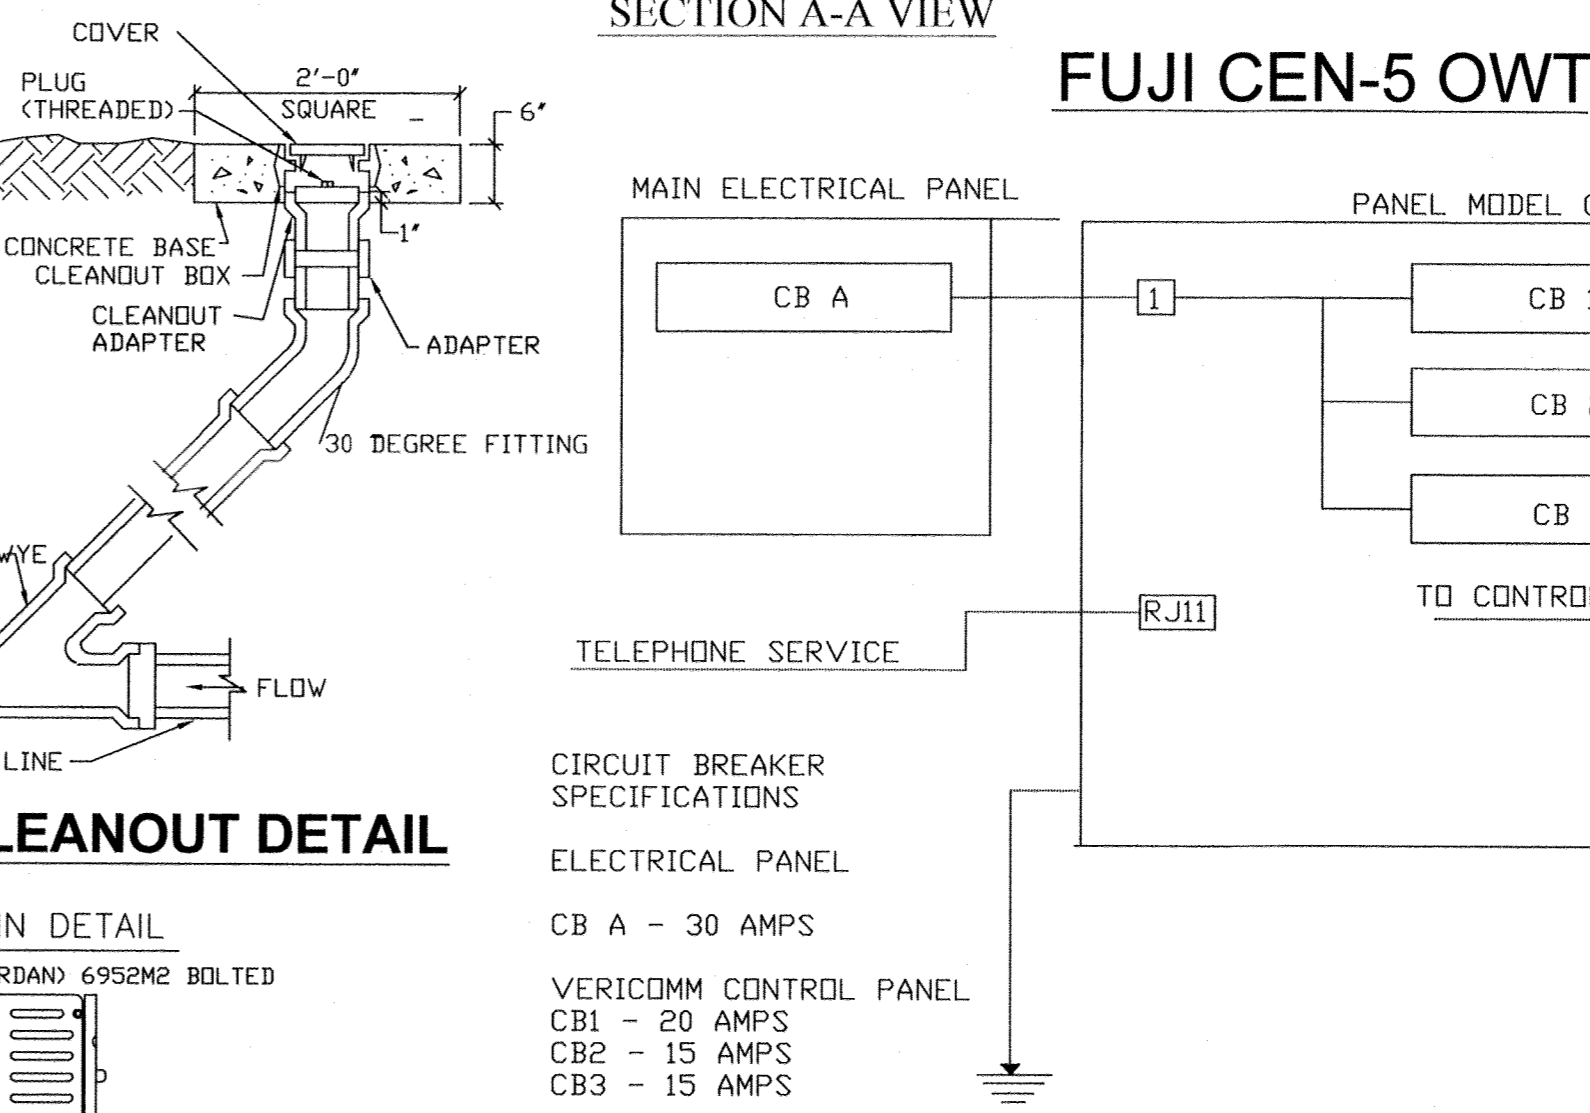 SECTION A-A VIEW
FUJI CEN-5 OWT
COVER
PLUG
(THREADED)
2'-0"
SQUARE
6"
1"
CONCRETE BASE
CLEANOUT BOX
CLEANOUT
ADAPTER
ADAPTER
30 DEGREE FITTING
WYE
FLOW
LINE
LEANOUT DETAIL
IN DETAIL
RDAN) 6952M2 BOLTED
MAIN ELECTRICAL PANEL
CB A
1
PANEL MODEL
CB 1
CB 2
CB
TO CONTRO
RJ11
TELEPHONE SERVICE
CIRCUIT BREAKER
SPECIFICATIONS
ELECTRICAL PANEL
CB A - 30 AMPS
VERICOMM CONTROL PANEL
CB1 - 20 AMPS
CB2 - 15 AMPS
CB3 - 15 AMPS